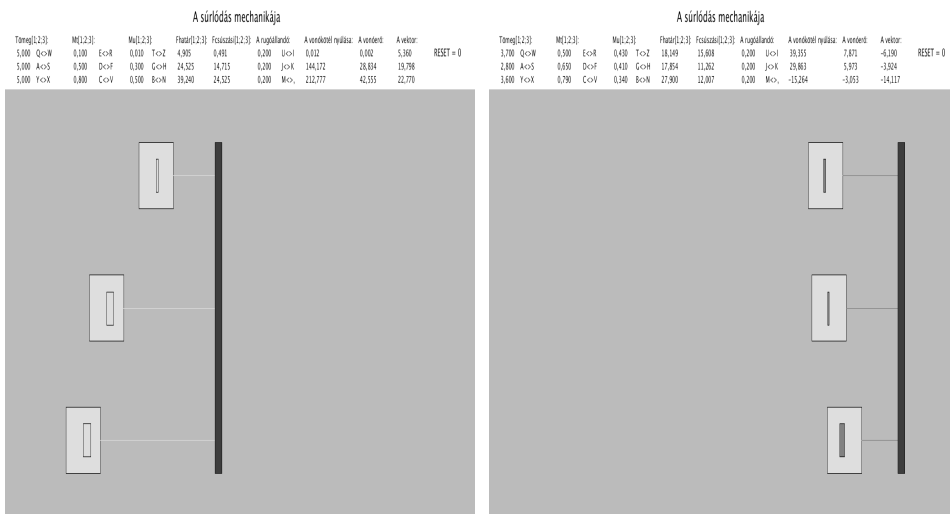 A súrlódás mechanikája
Tömeg[1;2;3]: Mt[1;2;3]: Mu[1;2;3]: Fhatár[1;2;3]: Fcsúszási[1;2;3]: A rugóállandó: A vonókötél nyúlása: A vonóerő: A vektor:
5,000 Q<>W 0,100 E<>R 0,010 T<>Z 4,905 0,491 0,200 U<>I 0,012 0,002 5,360 RESET = 0
5,000 A<>S 0,500 D<>F 0,300 G<>H 24,525 14,715 0,200 J<>K 144,172 28,834 19,798
5,000 Y<>X 0,800 C<>V 0,500 B<>N 39,240 24,525 0,200 M<>, 212,777 42,555 22,770
A súrlódás mechanikája
Tömeg[1;2;3]: Mt[1;2;3]: Mu[1;2;3]: Fhatár[1;2;3]: Fcsúszási[1;2;3]: A rugóállandó: A vonókötél nyúlása: A vonóerő: A vektor:
3,700 Q<>W 0,500 E<>R 0,430 T<>Z 18,149 15,608 0,200 U<>I 39,355 7,871 -6,190 RESET = 0
2,800 A<>S 0,650 D<>F 0,410 G<>H 17,854 11,262 0,200 J<>K 29,863 5,973 -3,924
3,600 Y<>X 0,790 C<>V 0,340 B<>N 27,900 12,007 0,200 M<>, -15,264 -3,053 -14,117